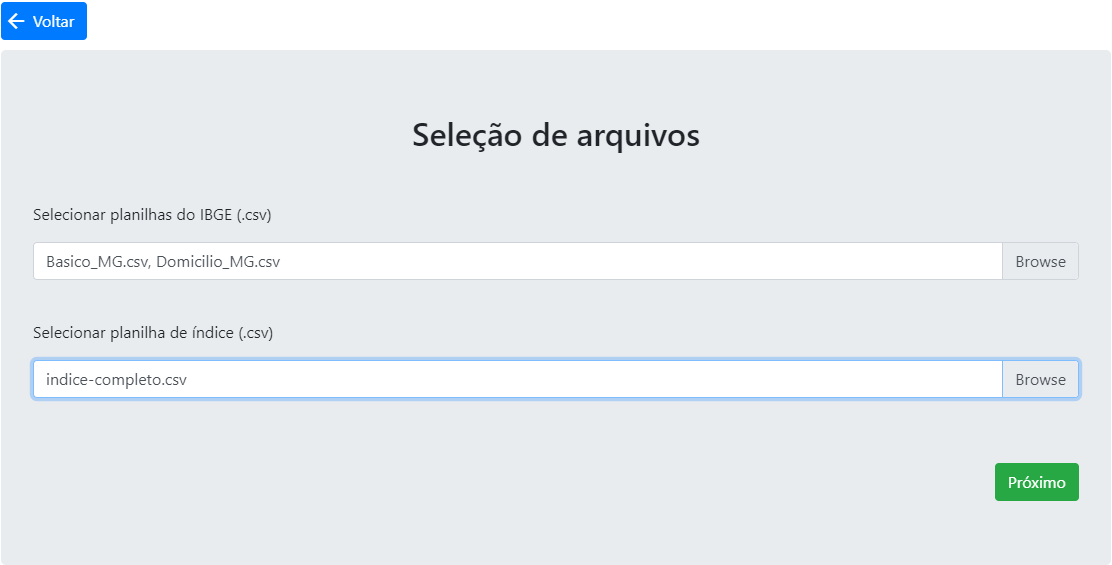 Voltar
Seleção de arquivos
Selecionar planilhas do IBGE (.csv)
Basico_MG.csv, Domicilio_MG.csv Browse
Selecionar planilha de índice (.csv)
indice-completo.csv Browse
Próximo